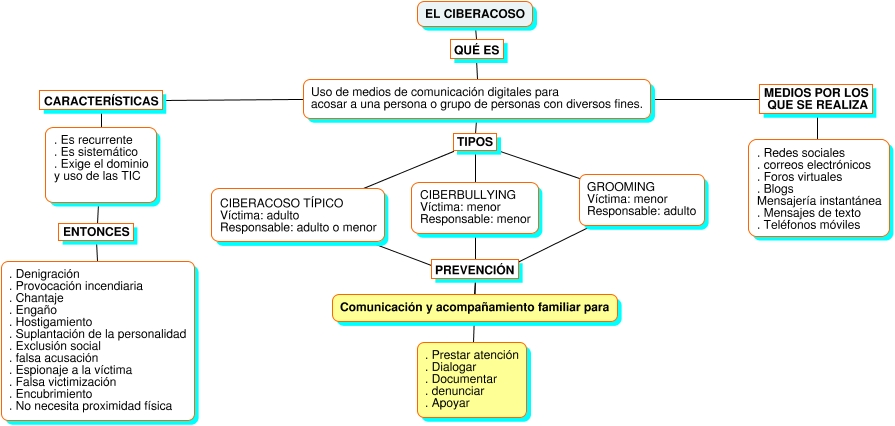 EL CIBERACOSO
QUÉ ES
Uso de medios de comunicación digitales para
acosar a una persona o grupo de personas con diversos fines.
CARACTERÍSTICAS
. Es recurrente
. Es sistemático
. Exige el dominio
y uso de las TIC
ENTONCES
. Denigración
. Provocación incendiaria
. Chantaje
. Engaño
. Hostigamiento
. Suplantación de la personalidad
. Exclusión social
. falsa acusación
. Espionaje a la víctima
. Falsa victimización
. Encubrimiento
. No necesita proximidad física
TIPOS
CIBERACOSO TÍPICO
Víctima: adulto
Responsable: adulto o menor
CIBERBULLYING
Víctima: menor
Responsable: menor
GROOMING
Víctima: menor
Responsable: adulto
PREVENCIÓN
Comunicación y acompañamiento familiar para
. Prestar atención
. Dialogar
. Documentar
. denunciar
. Apoyar
MEDIOS POR LOS
QUE SE REALIZA
. Redes sociales
. correos electrónicos
. Foros virtuales
. Blogs
Mensajería instantánea
. Mensajes de texto
. Teléfonos móviles